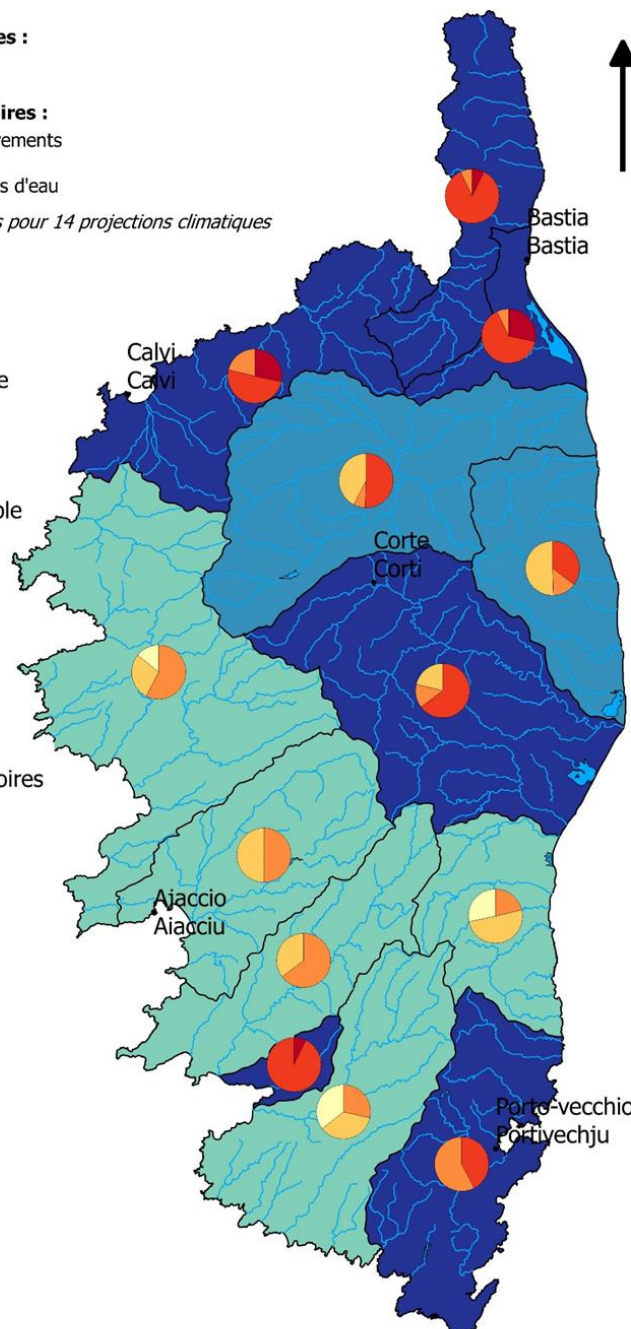 es :
ires :
ements
s d'eau
s pour 14 projections climatiques
Bastia
Bastia
Calvi
Calvi
e
ole
Corte
Corti
oires
Ajaccio
Aiacciu
Porto-vecchio
Portivechju